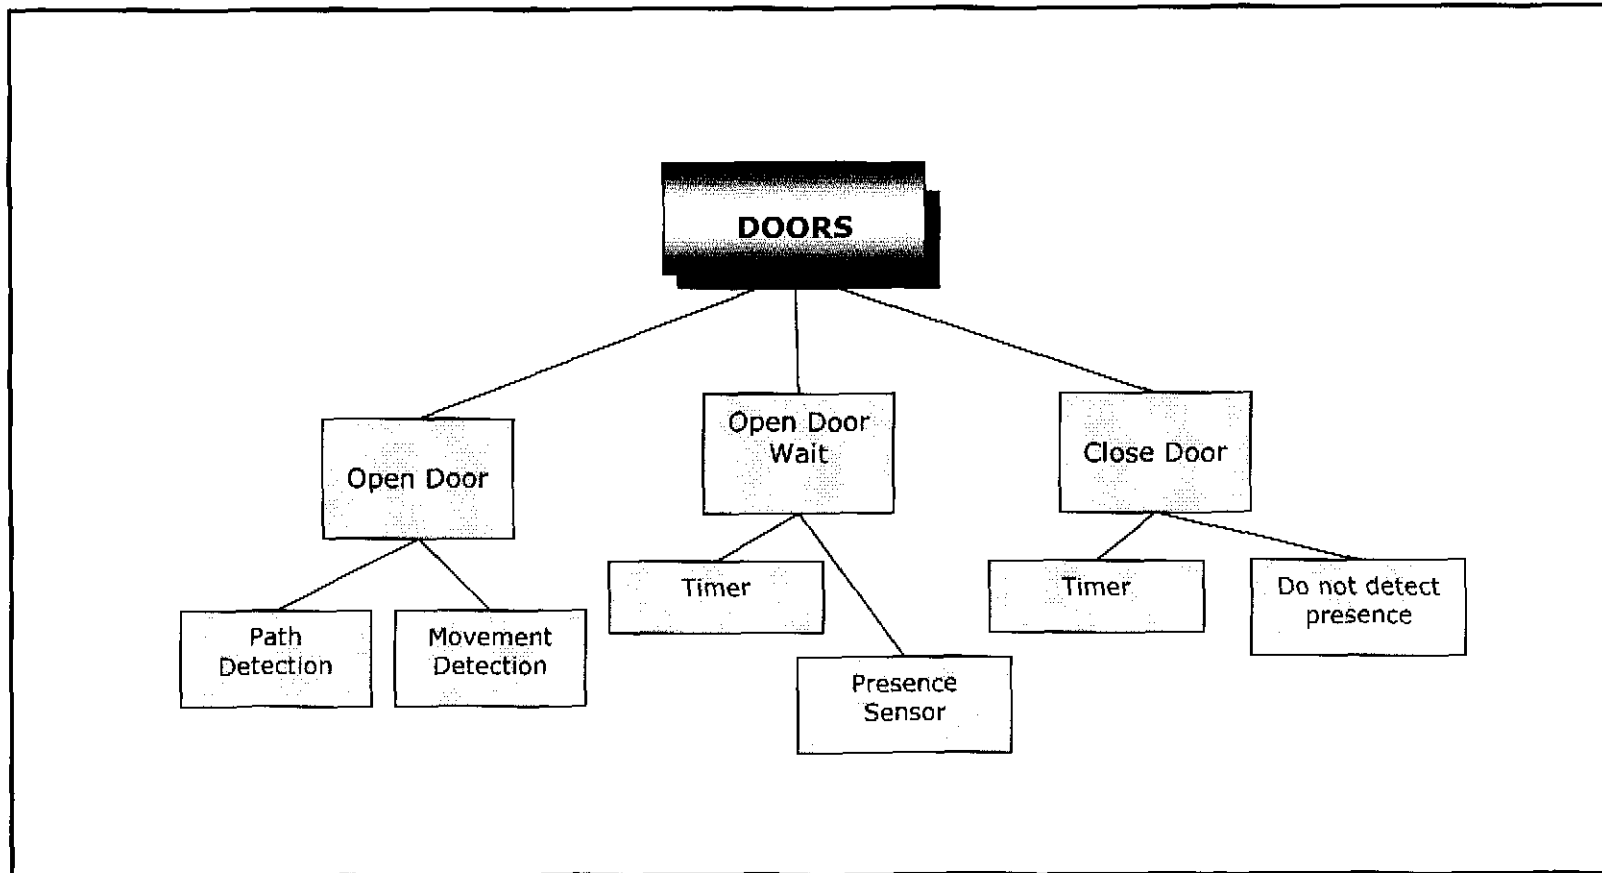 DOORS
Open Door
Open Door
Wait
Close Door
Path
Detection
Movement
Detection
Timer
Presence
Sensor
Timer
Do not detect
presence